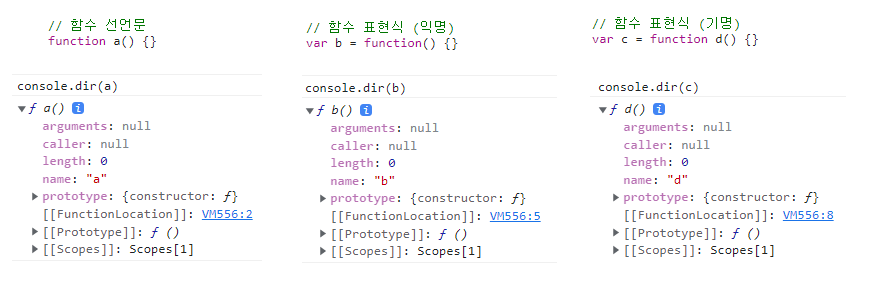 // 함수 선언문
function a() {}
console.dir(a)
▼ƒ a() i
arguments: null
caller: null
length: 0
name: "a"
▶prototype: {constructor: ƒ}
[[FunctionLocation]]: VM556:2
▶[[Prototype]]: ƒ ()
▶[[Scopes]]: Scopes[1]
// 함수 표현식 (익명)
var b = function() {}
console.dir(b)
▼ƒ b() i
arguments: null
caller: null
length: 0
name: "b"
▶prototype: {constructor: ƒ}
[[FunctionLocation]]: VM556:5
▶[[Prototype]]: ƒ ()
▶[[Scopes]]: Scopes[1]
// 함수 표현식 (기명)
var c = function d() {}
console.dir(c)
▼ƒ d() i
arguments: null
caller: null
length: 0
name: "d"
▶prototype: {constructor: ƒ}
[[FunctionLocation]]: VM556:8
▶[[Prototype]]: ƒ ()
▶[[Scopes]]: Scopes[1]